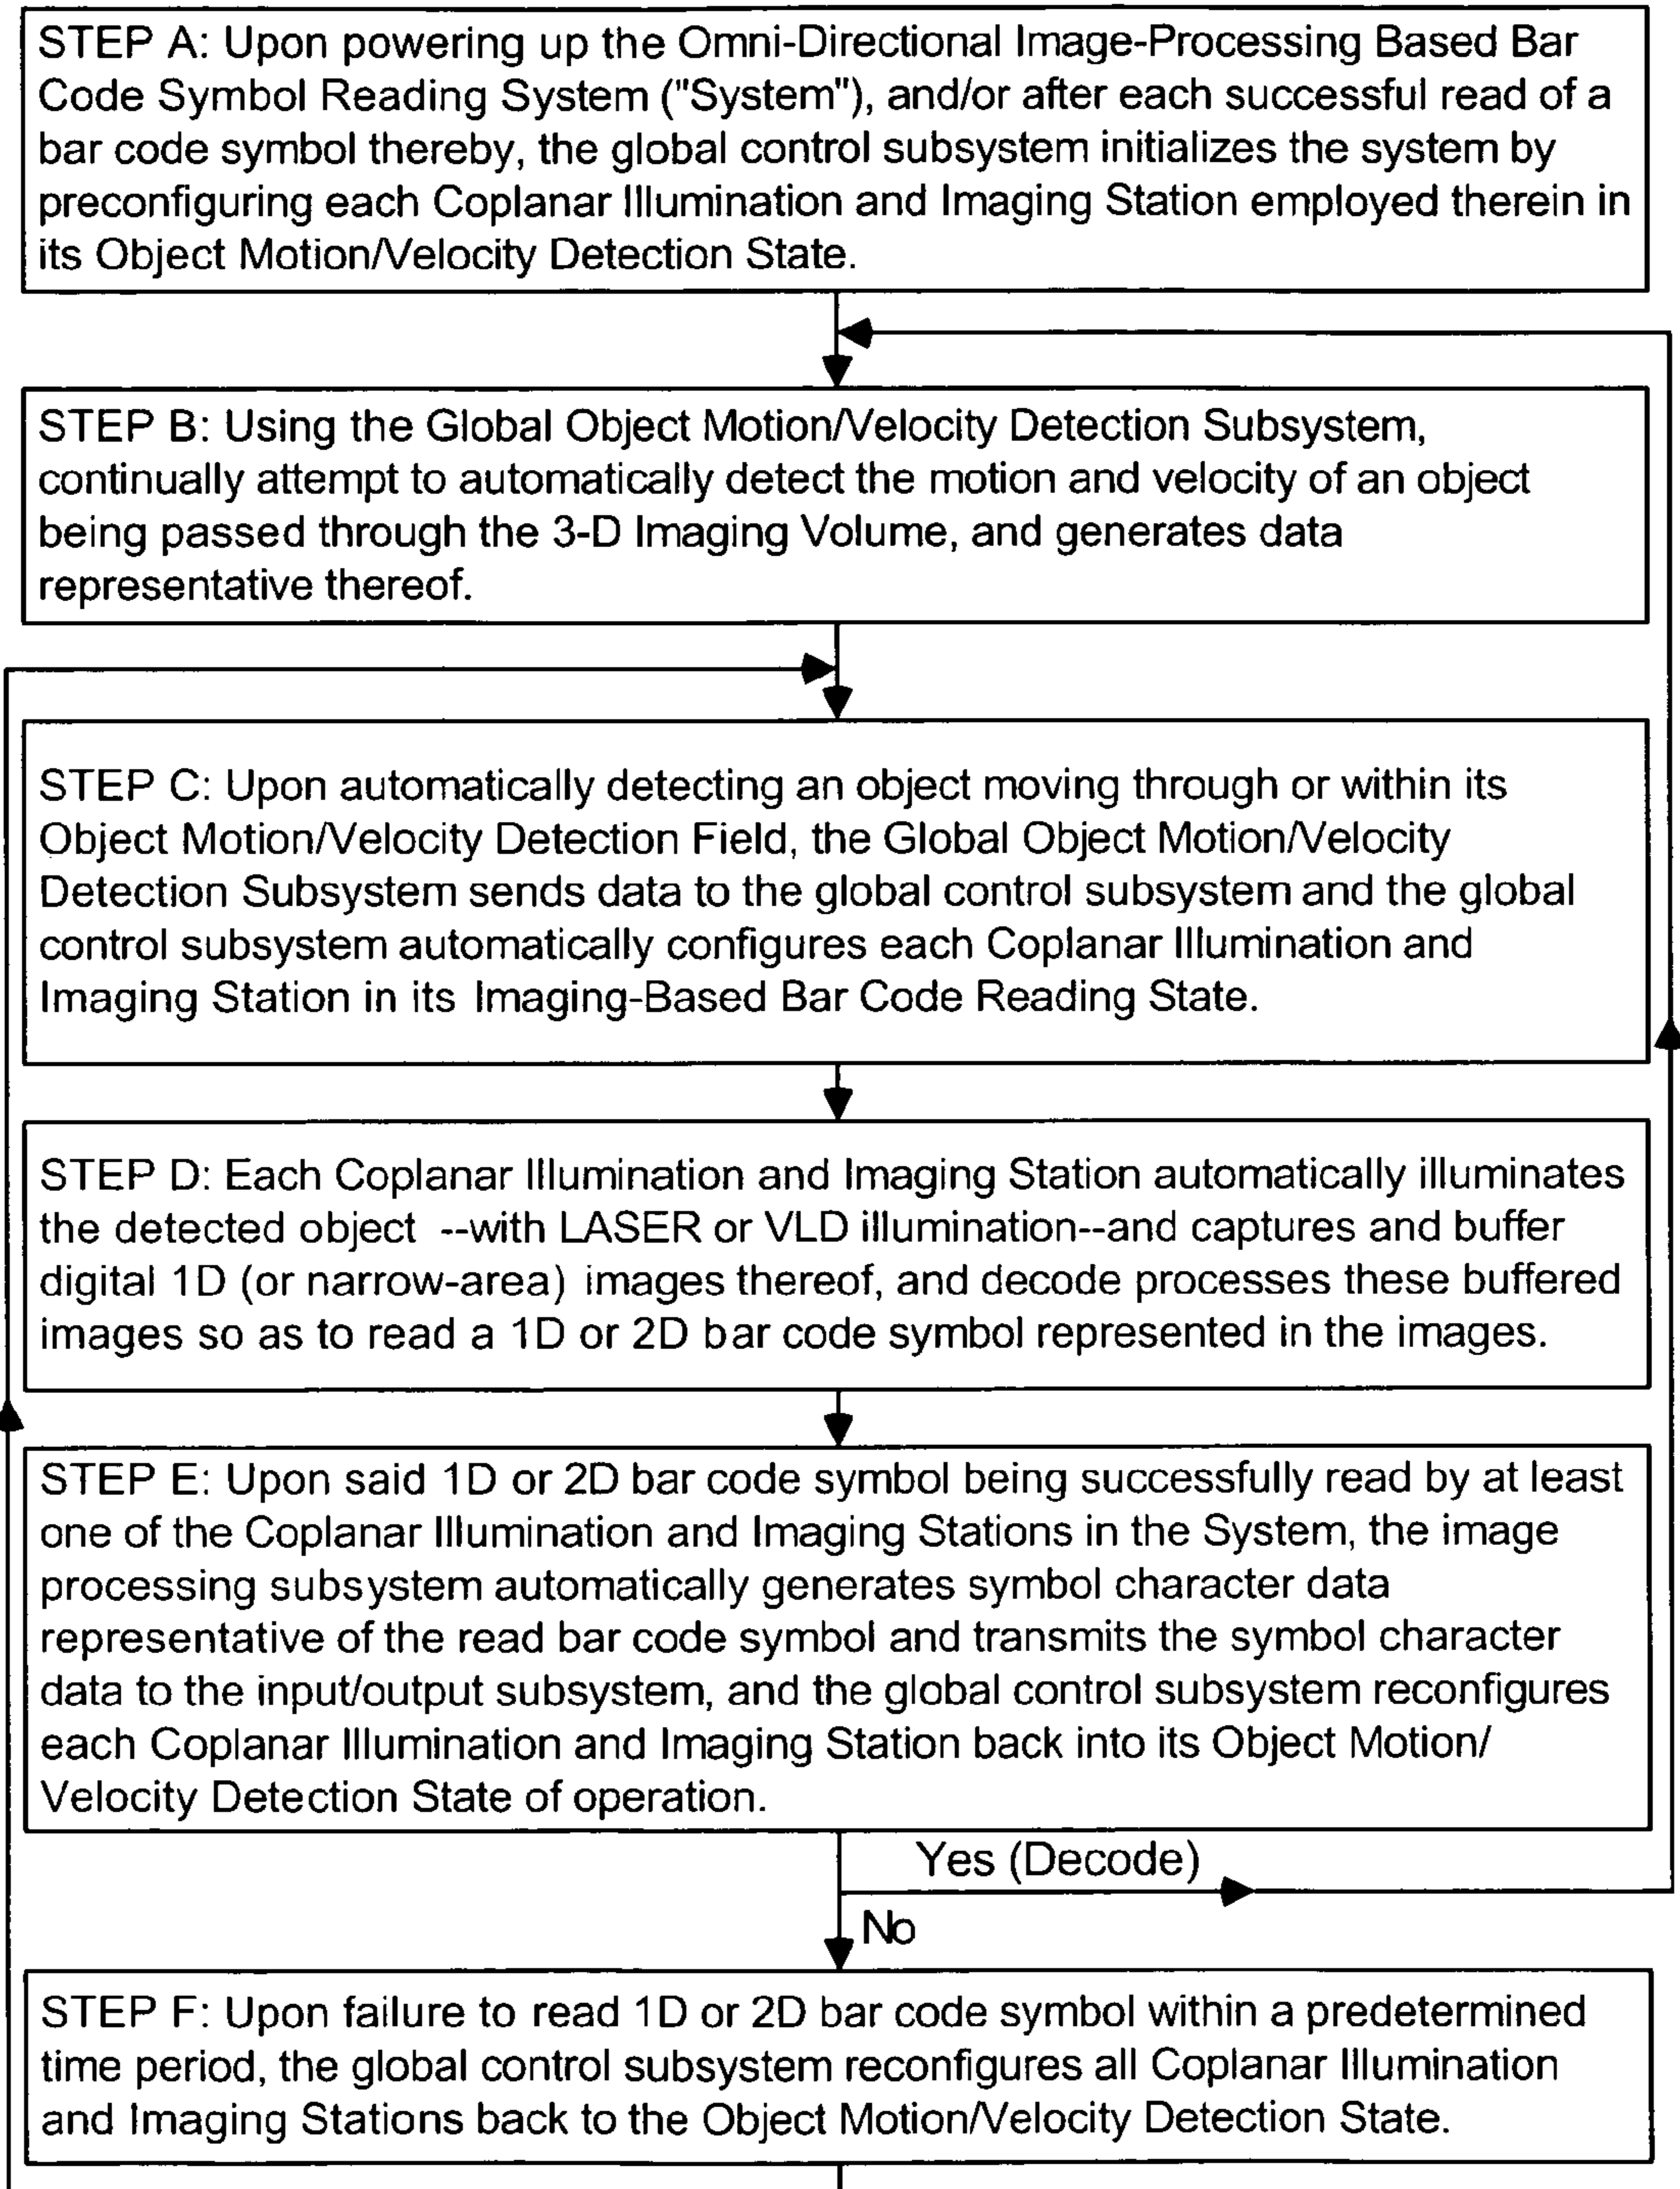 STEP A: Upon powering up the Omni-Directional Image-Processing Based Bar
Code Symbol Reading System ("System"), and/or after each successful read of a
bar code symbol thereby, the global control subsystem initializes the system by
preconfiguring each Coplanar Illumination and Imaging Station employed therein in
its Object Motion/Velocity Detection State.
STEP B: Using the Global Object Motion/Velocity Detection Subsystem,
continually attempt to automatically detect the motion and velocity of an object
being passed through the 3-D Imaging Volume, and generates data
representative thereof.
STEP C: Upon automatically detecting an object moving through or within its
Object Motion/Velocity Detection Field, the Global Object Motion/Velocity
Detection Subsystem sends data to the global control subsystem and the global
control subsystem automatically configures each Coplanar Illumination and
Imaging Station in its Imaging-Based Bar Code Reading State.
STEP D: Each Coplanar Illumination and Imaging Station automatically illuminates
the detected object --with LASER or VLD illumination--and captures and buffer
digital 1D (or narrow-area) images thereof, and decode processes these buffered
images so as to read a 1D or 2D bar code symbol represented in the images.
STEP E: Upon said 1D or 2D bar code symbol being successfully read by at least
one of the Coplanar Illumination and Imaging Stations in the System, the image
processing subsystem automatically generates symbol character data
representative of the read bar code symbol and transmits the symbol character
data to the input/output subsystem, and the global control subsystem reconfigures
each Coplanar Illumination and Imaging Station back into its Object Motion/
Velocity Detection State of operation.
Yes (Decode)
No
STEP F: Upon failure to read 1D or 2D bar code symbol within a predetermined
time period, the global control subsystem reconfigures all Coplanar Illumination
and Imaging Stations back to the Object Motion/Velocity Detection State.